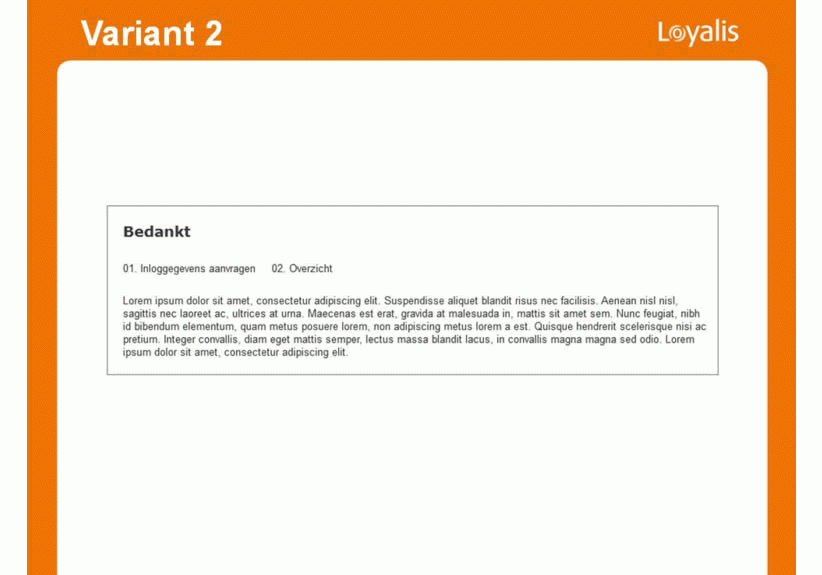 Variant 2
Loyalis
Bedankt
01. Inloggegevens aanvragen 02. Overzicht
Lorem ipsum dolor sit amet, consectetur adipiscing elit. Suspendisse aliquet blandit risus nec facilisis. Aenean nisl nisl,
sagittis nec laoreet ac, ultrices at urna. Maecenas est erat, gravida at malesuada in, mattis sit amet sem. Nunc feugiat, nibh
id bibendum elementum, quam metus posuere lorem, non adipiscing metus lorem a est. Quisque hendrerit scelerisque nisi ac
pretium. Integer convallis, diam eget mattis semper, lectus massa blandit lacus, in convallis magna magna sed odio. Lorem
ipsum dolor sit amet, consectetur adipiscing elit.